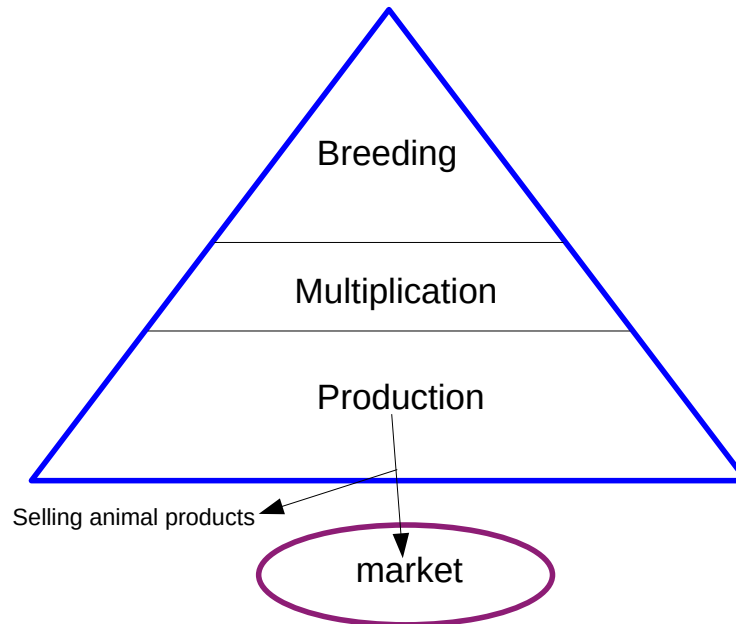 Breeding
Multiplication
Production
Selling animal products
market